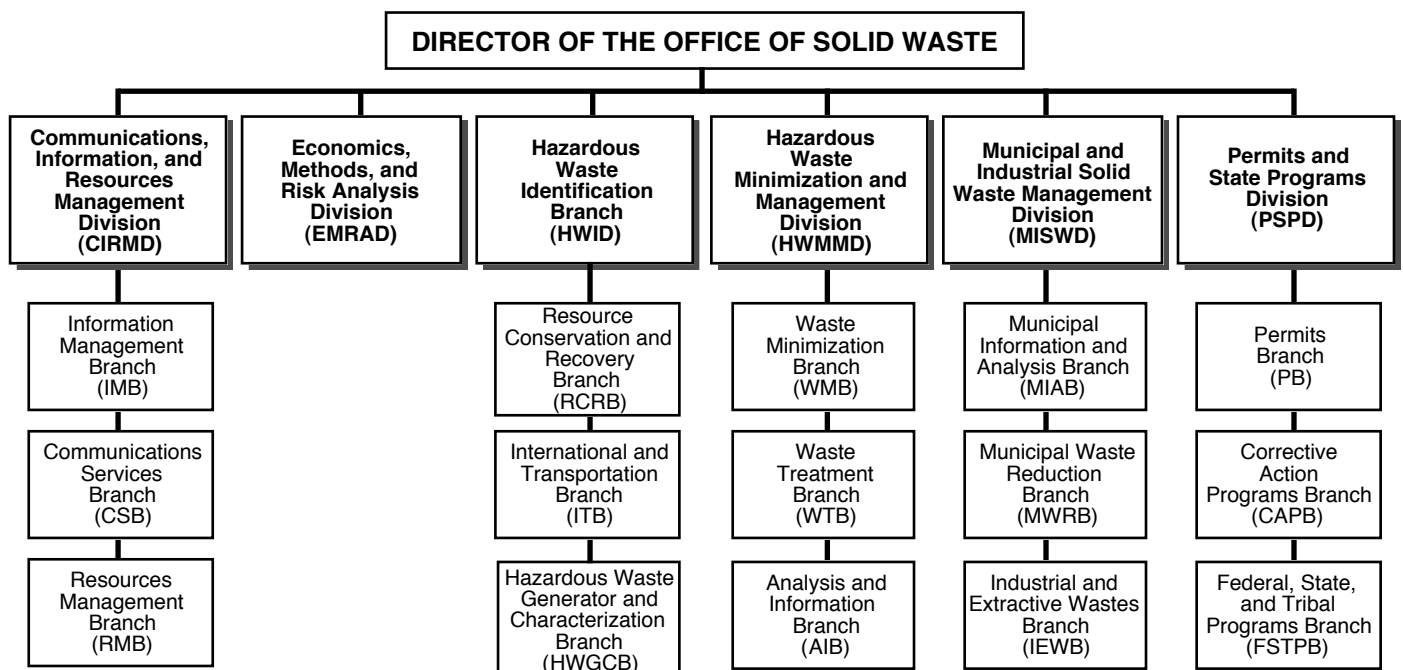 DIRECTOR OF THE OFFICE OF SOLID WASTE
Communications,
Information, and
Resources
Management
Division
(CIRMD)
Economics,
Methods, and
Risk Analysis
Division
(EMRAD)
Hazardous
Waste
Identification
Branch
(HWID)
Hazardous
Waste
Minimization and
Management
Division
(HWMMD)
Municipal and
Industrial Solid
Waste Management
Division
(MISWD)
Permits and
State Programs
Division
(PSPD)
Information
Management
Branch
(IMB)
Resource
Conservation and
Recovery
Branch
(RCRB)
Waste
Minimization
Branch
(WMB)
Municipal
Information and
Analysis Branch
(MIAB)
Permits
Branch
(PB)
Communications
Services
Branch
(CSB)
International and
Transportation
Branch
(ITB)
Waste
Treatment
Branch
(WTB)
Municipal Waste
Reduction
Branch
(MWRB)
Corrective
Action
Programs Branch
(CAPB)
Resources
Management
Branch
(RMB)
Hazardous Waste
Generator and
Characterization
Branch
(HWGCB)
Analysis and
Information
Branch
(AIB)
Industrial and
Extractive Wastes
Branch
(IEWB)
Federal, State,
and Tribal
Programs Branch
(FSTPB)